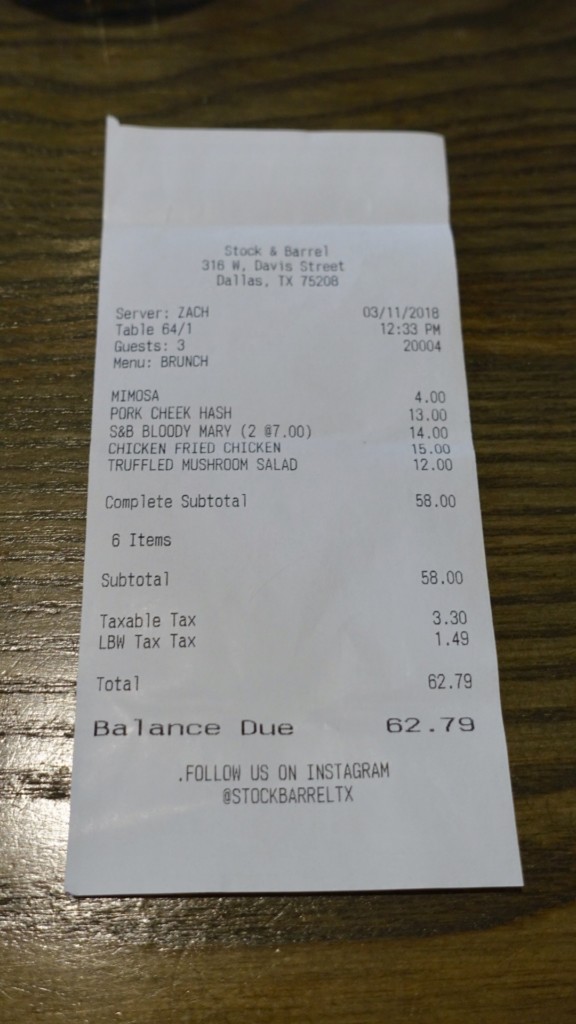 Stock & Barrel
316 W. Davis Street
Dallas, TX 75208
Server: ZACH 03/11/2018
Table 64/1 12:33 PM
Guests: 3 20004
Menu: BRUNCH
MIMOSA 4.00
PORK CHEEK HASH 13.00
S&B BLOODY MARY (2 @7.00) 14.00
CHICKEN FRIED CHICKEN 15.00
TRUFFLED MUSHROOM SALAD 12.00
Complete Subtotal 58.00
6 Items
Subtotal 58.00
Taxable Tax 3.30
LBW Tax Tax 1.49
Total 62.79
Balance Due 62.79
.FOLLOW US ON INSTAGRAM
@STOCKBARRELTX